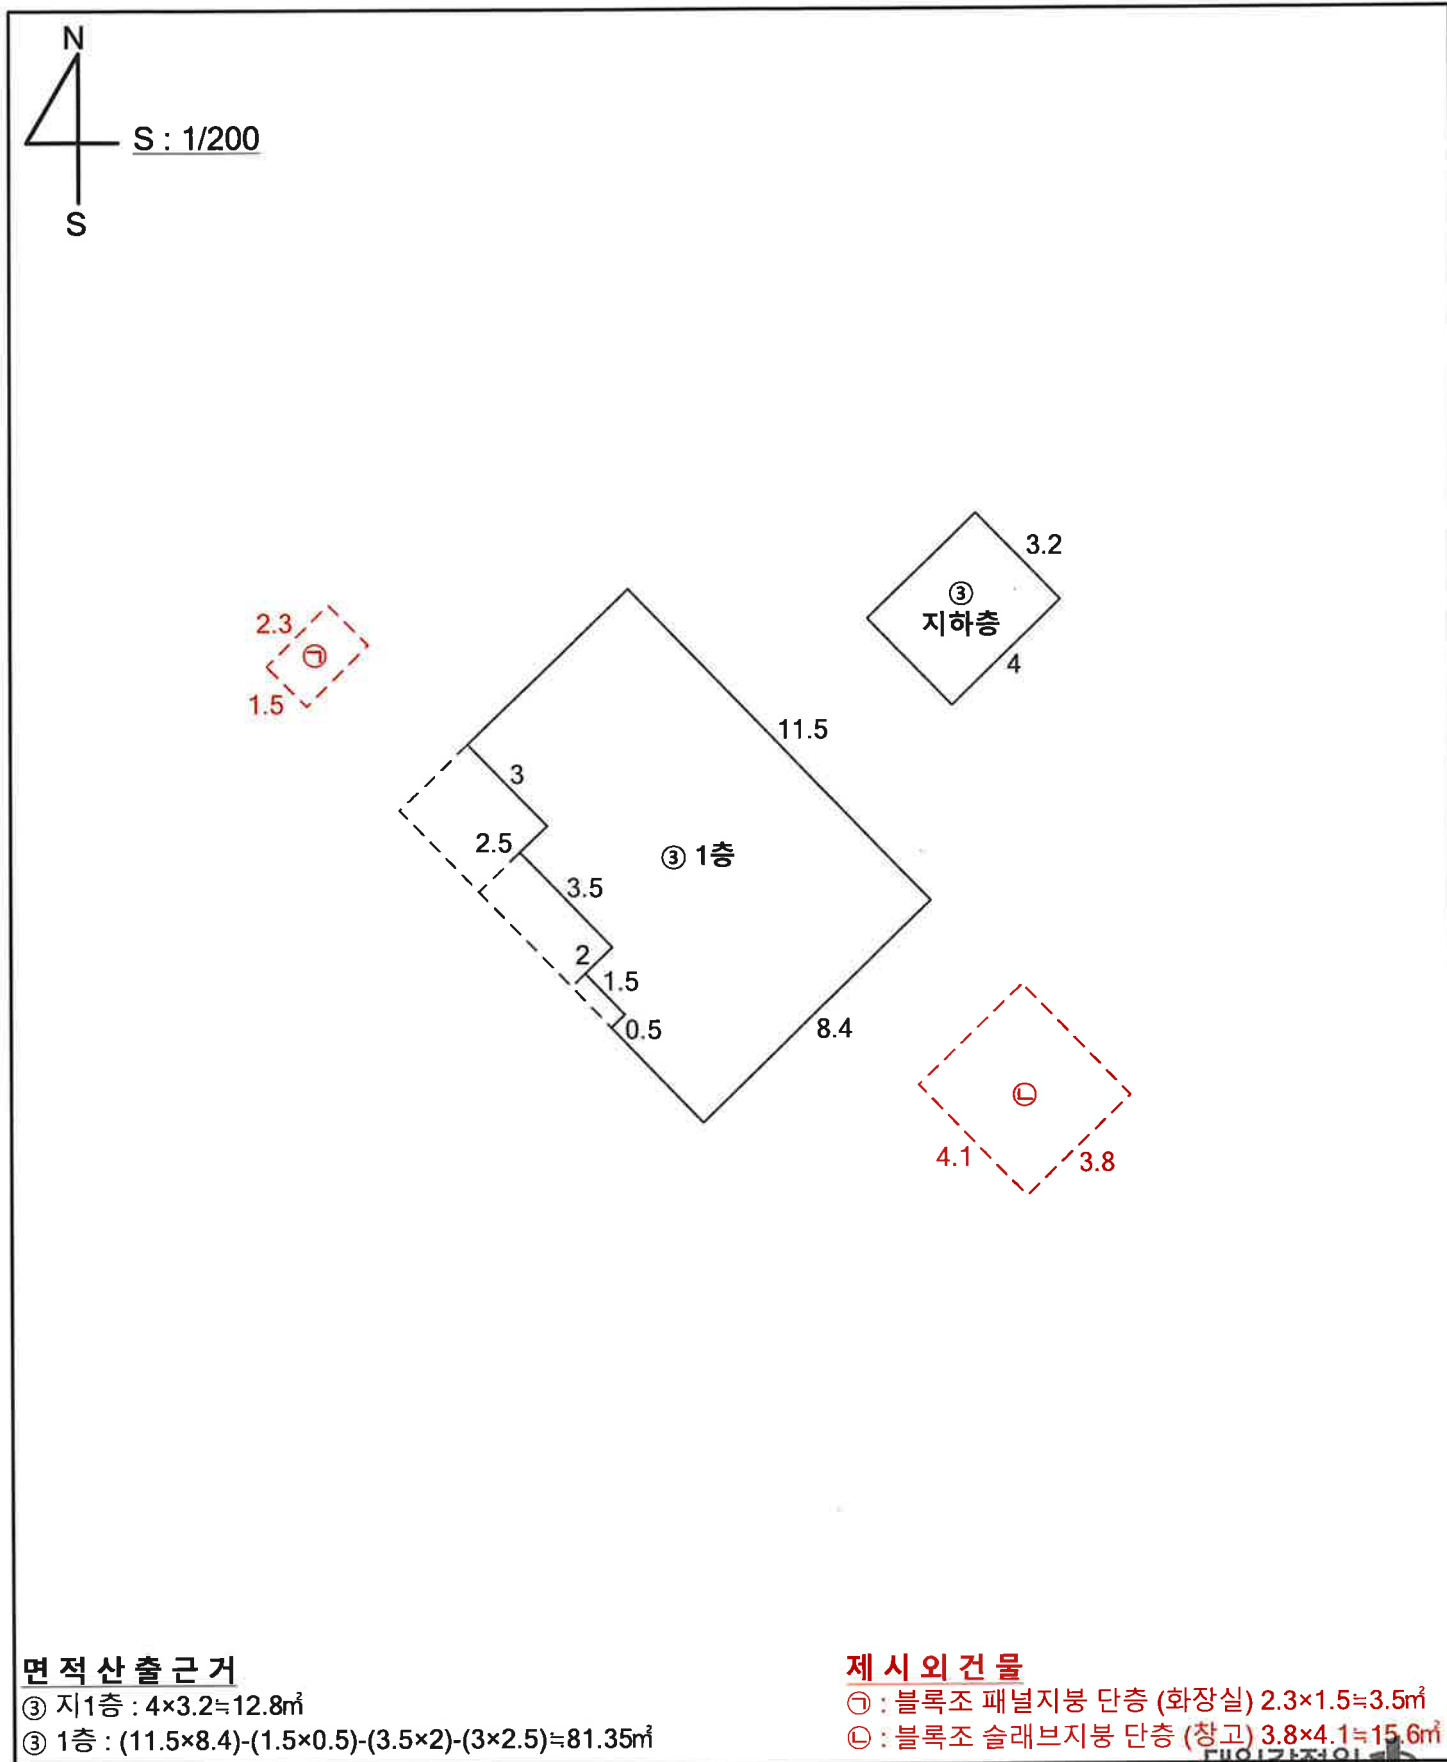 N
S : 1/200
S
3.2
③
지하층
4
2.3
㉠
1.5
11.5
3
2.5
③ 1층
3.5
2
1.5
0.5
8.4
㉡
4.1
3.8
면적산출근거
③ 지1층 : 4×3.2≒12.8㎡
③ 1층 : (11.5×8.4)-(1.5×0.5)-(3.5×2)-(3×2.5)≒81.35㎡
제시외건물
㉠ : 블록조 패널지붕 단층 (화장실) 2.3×1.5≒3.5㎡
㉡ : 블록조 슬래브지붕 단층 (창고) 3.8×4.1≒15.6㎡